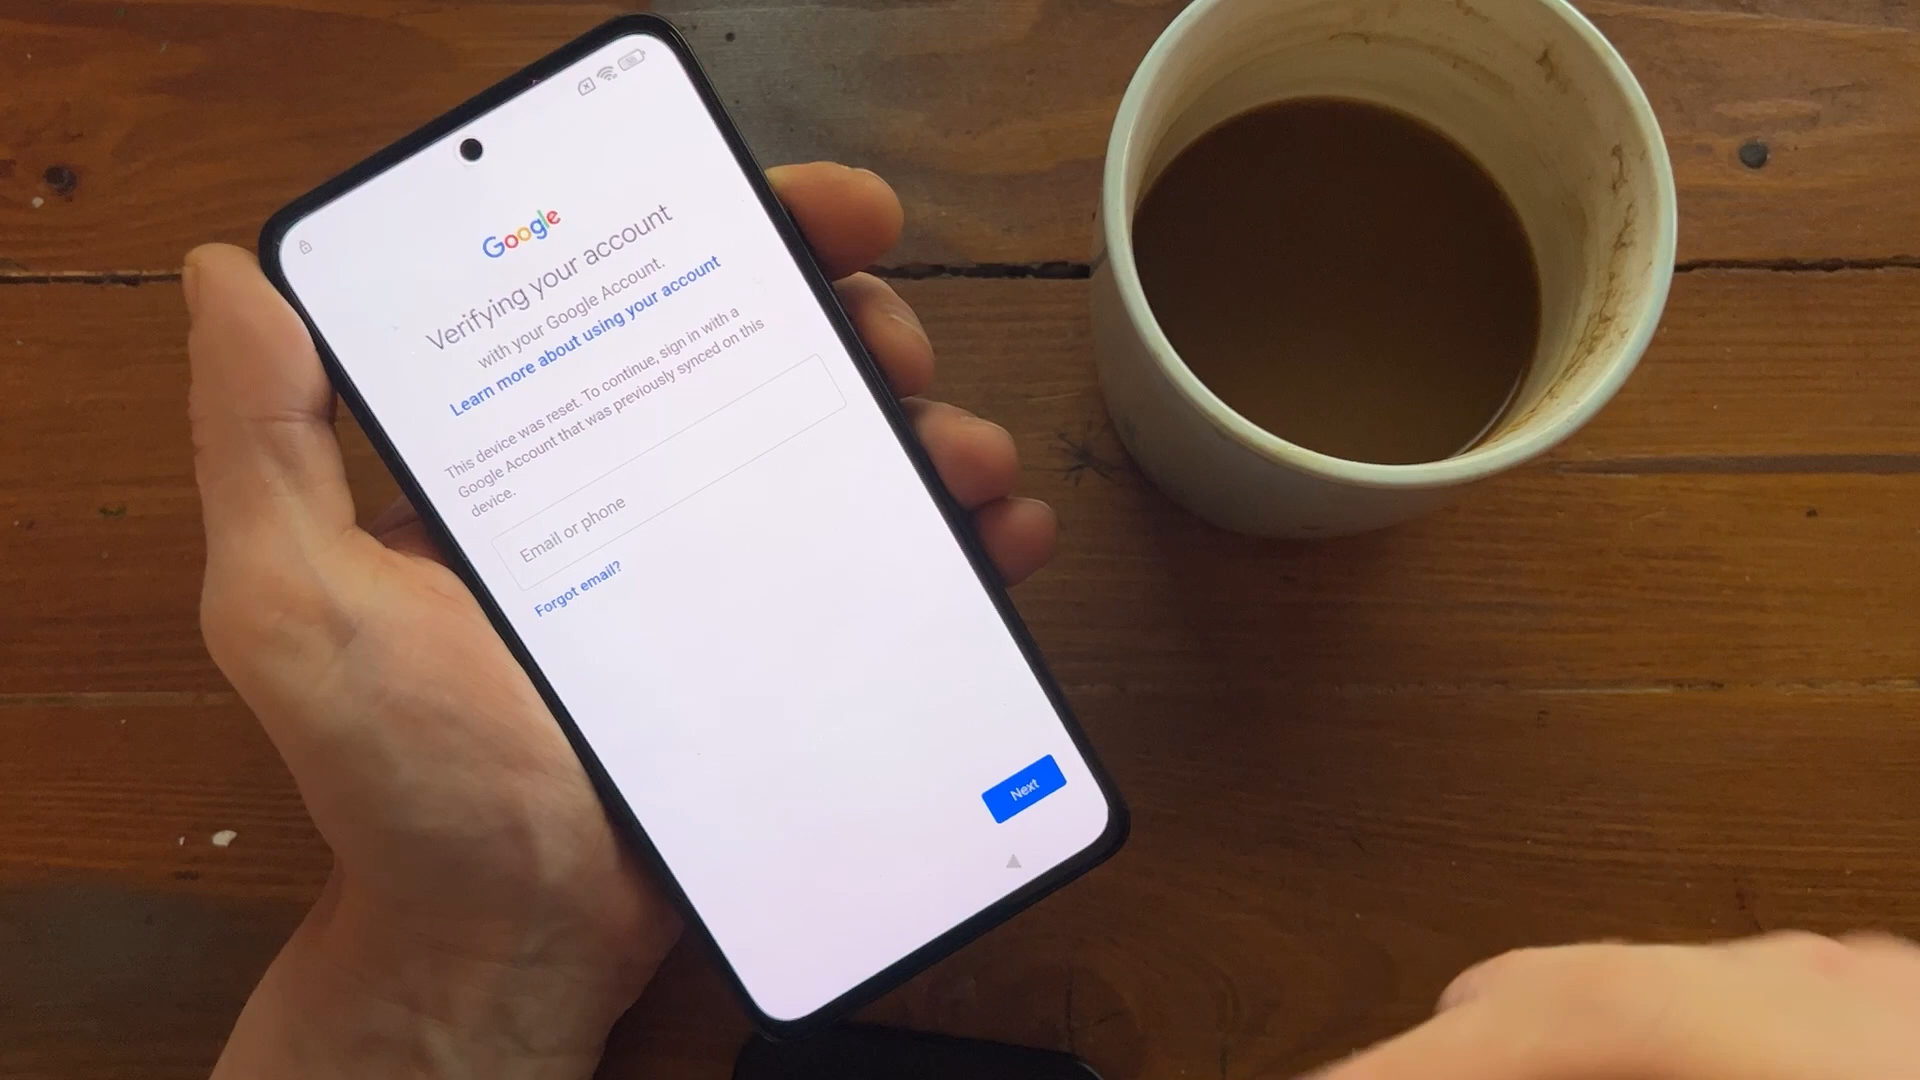 Google
Verifying your account
with your Google Account.
Learn more about using your account
This device was reset. To continue, sign in with a
Google Account that was previously synced on this
device.
Email or phone
Forgot email?
Next